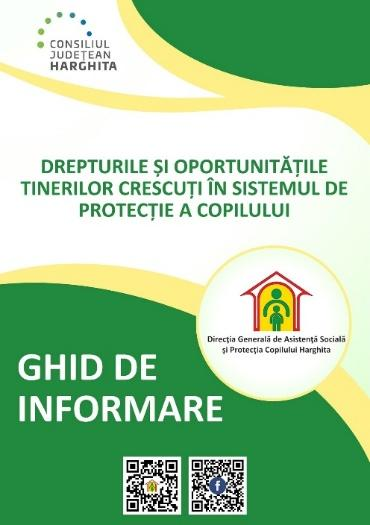 CONSILIUL
JUDEȚEAN
HARGHITA
DREPTURILE ȘI OPORTUNITĂȚILE
TINERILOR CRESCUȚI ÎN SISTEMUL DE
PROTECȚIE A COPILULUI
Direcția Generală de Asistență Socială
și Protecția Copilului Harghita
GHID DE
INFORMARE